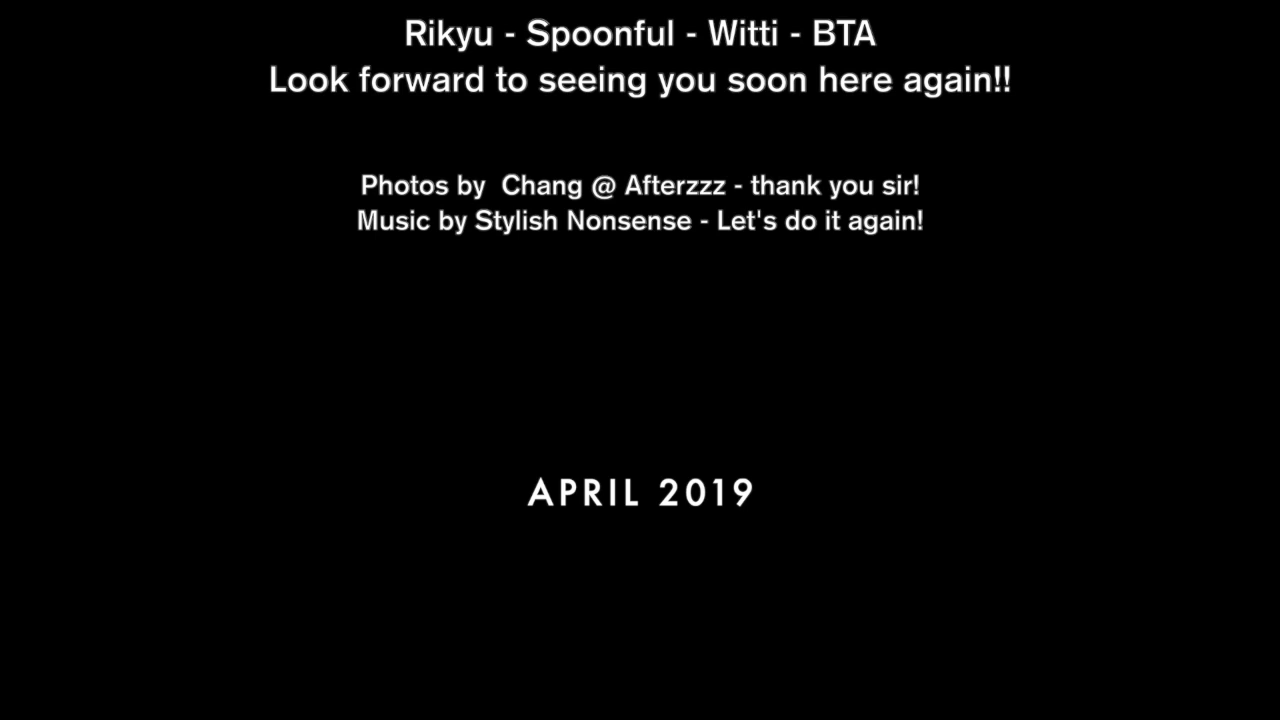 Rikyu - Spoonful - Witti - BTA
Look forward to seeing you soon here again!!
Photos by  Chang @ Afterzzz - thank you sir!
Music by Stylish Nonsense - Let's do it again!
APRIL 2019